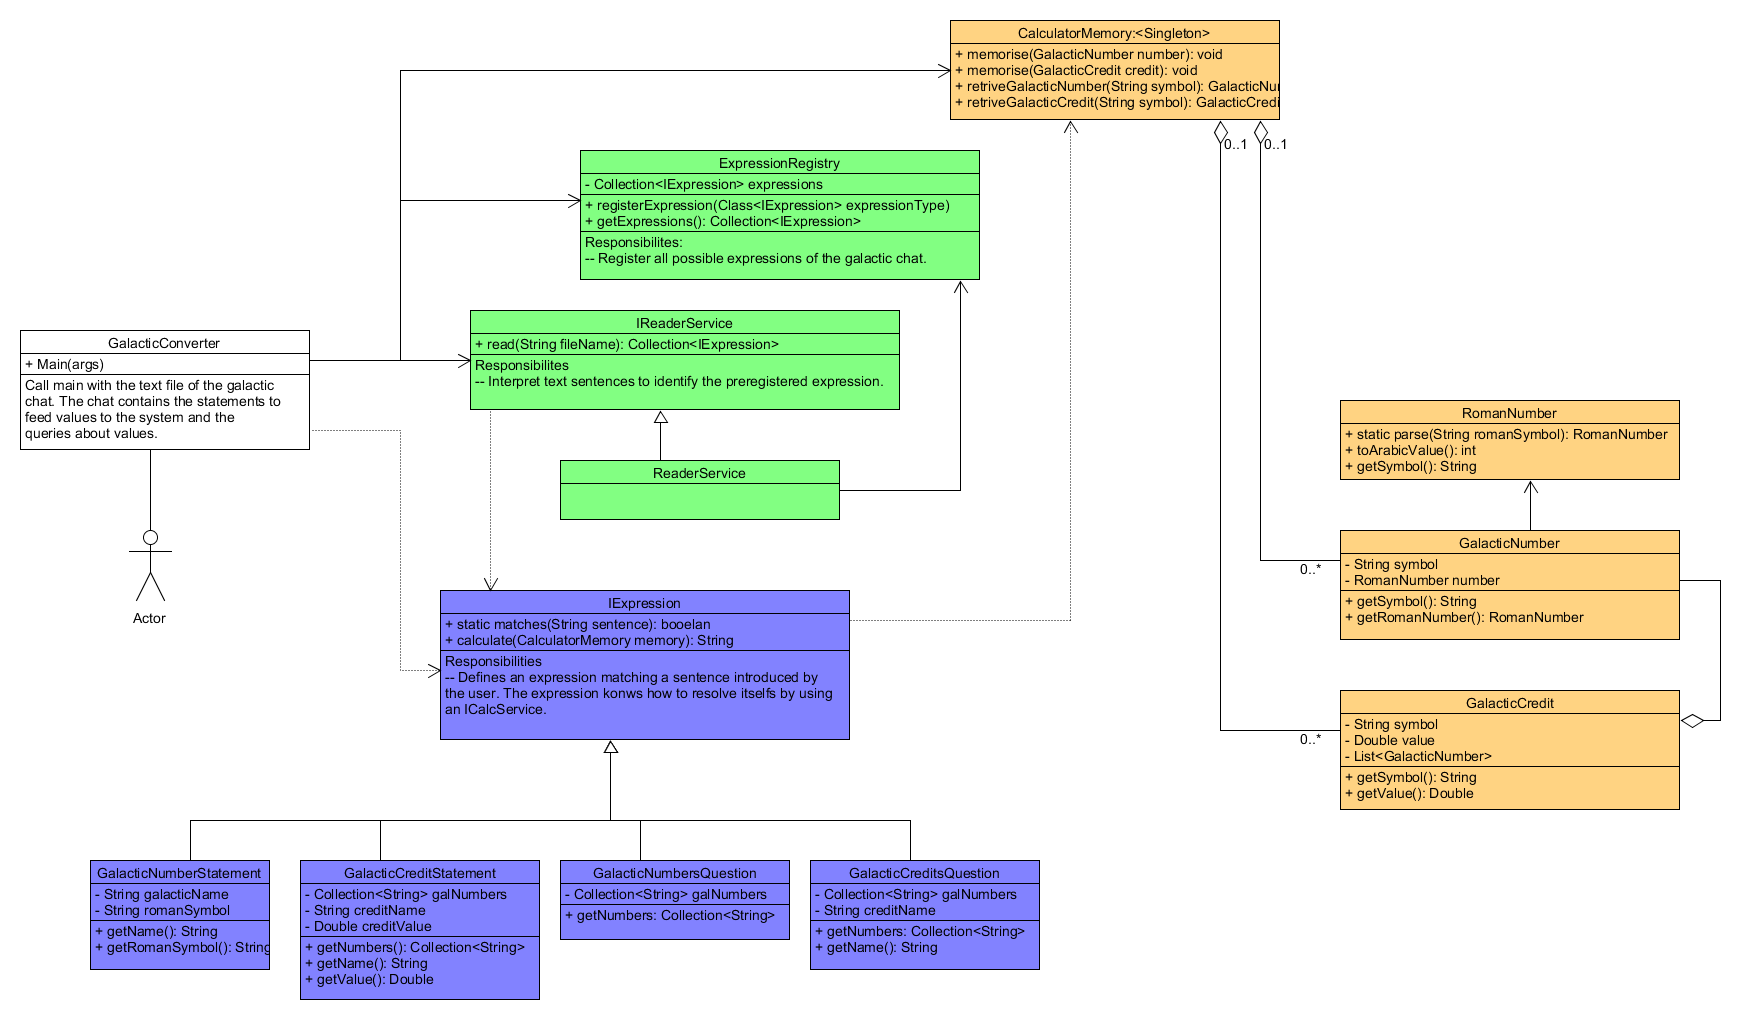 CalculatorMemory:<Singleton>
+ memorise(GalacticNumber number): void
+ memorise(GalacticCredit credit): void
+ retriveGalacticNumber(String symbol): GalacticNu
+ retriveGalacticCredit(String symbol): GalacticCredi
0..1
0..1
ExpressionRegistry
- Collection<IExpression> expressions
+ registerExpression(Class<IExpression> expressionType)
+ getExpressions(): Collection<IExpression>
Responsibilites:
-- Register all possible expressions of the galactic chat.
IReaderService
+ read(String fileName): Collection<IExpression>
Responsibilites
-- Interpret text sentences to identify the preregistered expression.
GalacticConverter
+ Main(args)
Call main with the text file of the galactic
chat. The chat contains the statements to
feed values to the system and the
queries about values.
ReaderService
Actor
RomanNumber
+ static parse(String romanSymbol): RomanNumber
+ toArabicValue(): int
+ getSymbol(): String
GalacticNumber
- String symbol
- RomanNumber number
+ getSymbol(): String
+ getRomanNumber(): RomanNumber
0..*
IExpression
+ static matches(String sentence): booelan
+ calculate(CalculatorMemory memory): String
Responsibilities
-- Defines an expression matching a sentence introduced by
the user. The expression konws how to resolve itselfs by using
an ICalcService.
GalacticCredit
- String symbol
- Double value
- List<GalacticNumber>
+ getSymbol(): String
+ getValue(): Double
0..*
GalacticNumberStatement
- String galacticName
- String romanSymbol
+ getName(): String
+ getRomanSymbol(): String
GalacticCreditStatement
- Collection<String> galNumbers
- String creditName
- Double creditValue
+ getNumbers(): Collection<String>
+ getName(): String
+ getValue(): Double
GalacticNumbersQuestion
- Collection<String> galNumbers
+ getNumbers: Collection<String>
GalacticCreditsQuestion
- Collection<String> galNumbers
- String creditName
+ getNumbers: Collection<String>
+ getName(): String